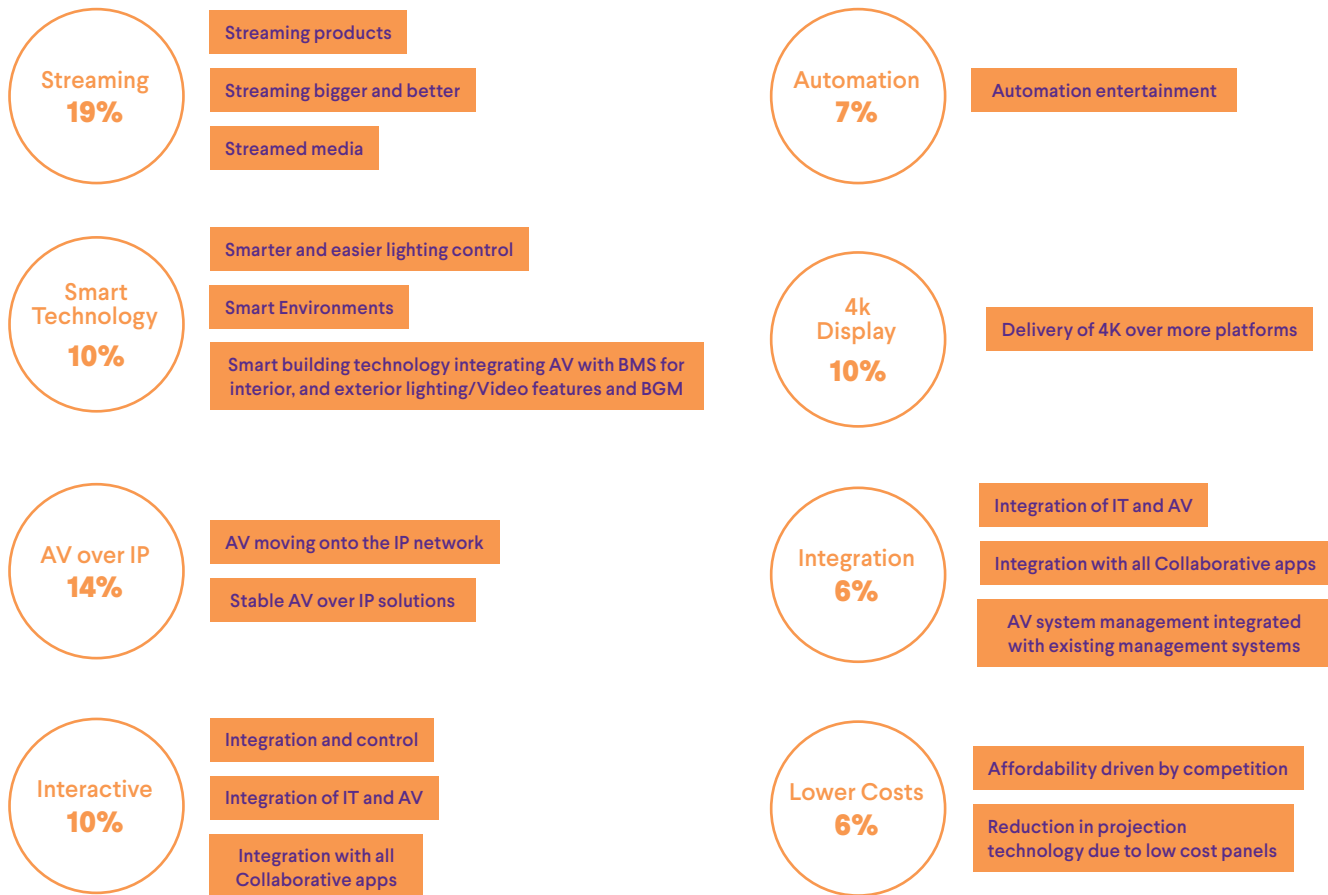 Streaming
19%
Streaming products
Streaming bigger and better
Streamed media
Smart
Technology
10%
Smarter and easier lighting control
Smart Environments
Smart building technology integrating AV with BMS for
interior, and exterior lighting/Video features and BGM
AV over IP
14%
AV moving onto the IP network
Stable AV over IP solutions
Interactive
10%
Integration and control
Integration of IT and AV
Integration with all
Collaborative apps
Automation
7%
Automation entertainment
4k
Display
10%
Delivery of 4K over more platforms
Integration
6%
Integration of IT and AV
Integration with all Collaborative apps
AV system management integrated
with existing management systems
Lower Costs
6%
Affordability driven by competition
Reduction in projection
technology due to low cost panels